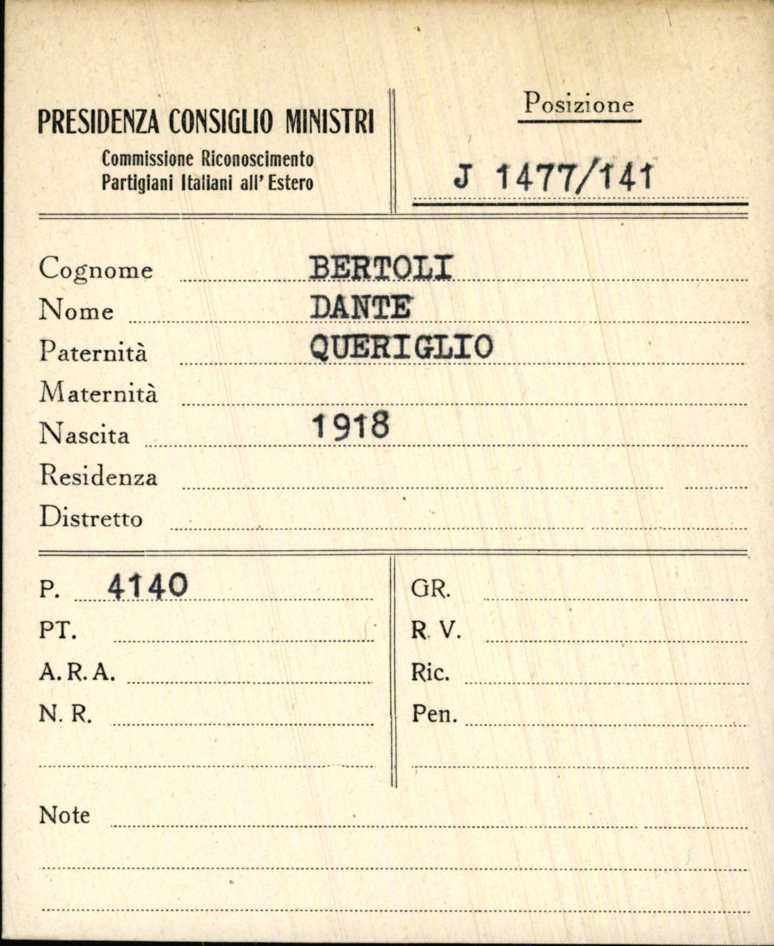 PRESIDENZA CONSIGLIO MINISTRI
Commissione Riconoscimento
Partigiani Italiani all' Estero
Posizione
J 1477/141
Cognome BERTOLI
Nome DANTE
Paternità QUERIGLIO
Maternità
Nascita 1918
Residenza
Distretto
P. 4140
PT.
A. R. A.
N. R.
GR.
R. V.
Ric.
Pen.
Note